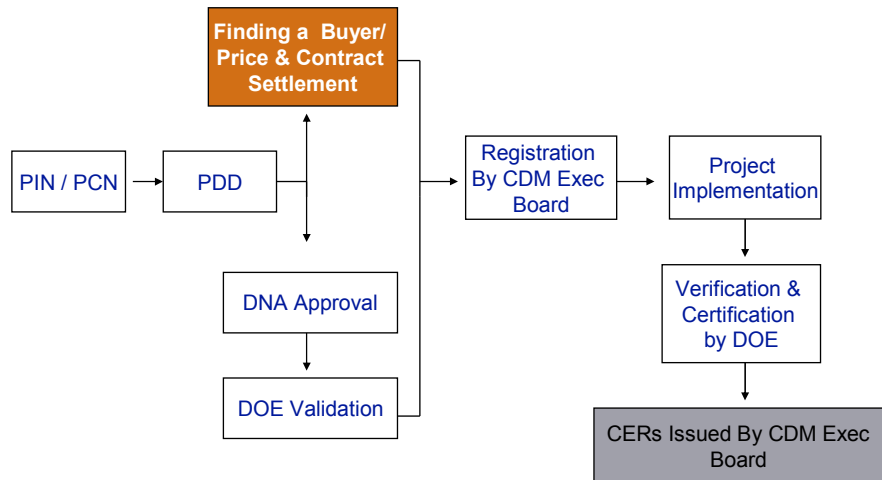 Finding a Buyer/
Price & Contract
Settlement
PIN / PCN
PDD
Registration
By CDM Exec
Board
Project
Implementation
DNA Approval
Verification &
Certification
by DOE
DOE Validation
CERs Issued By CDM Exec
Board